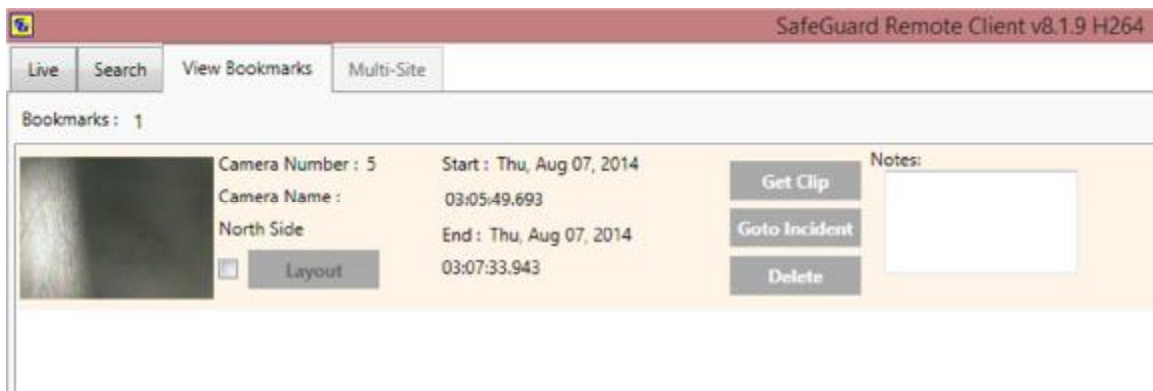 SafeGuard Remote Client v8.1.9 H264
Live Search View Bookmarks Multi-Site
Bookmarks : 1
Camera Number : 5
Camera Name :
North Side
Layout
Start : Thu, Aug 07, 2014
03:05:49.693
End : Thu, Aug 07, 2014
03:07:33.943
Get Clip
Goto Incident
Delete
Notes: